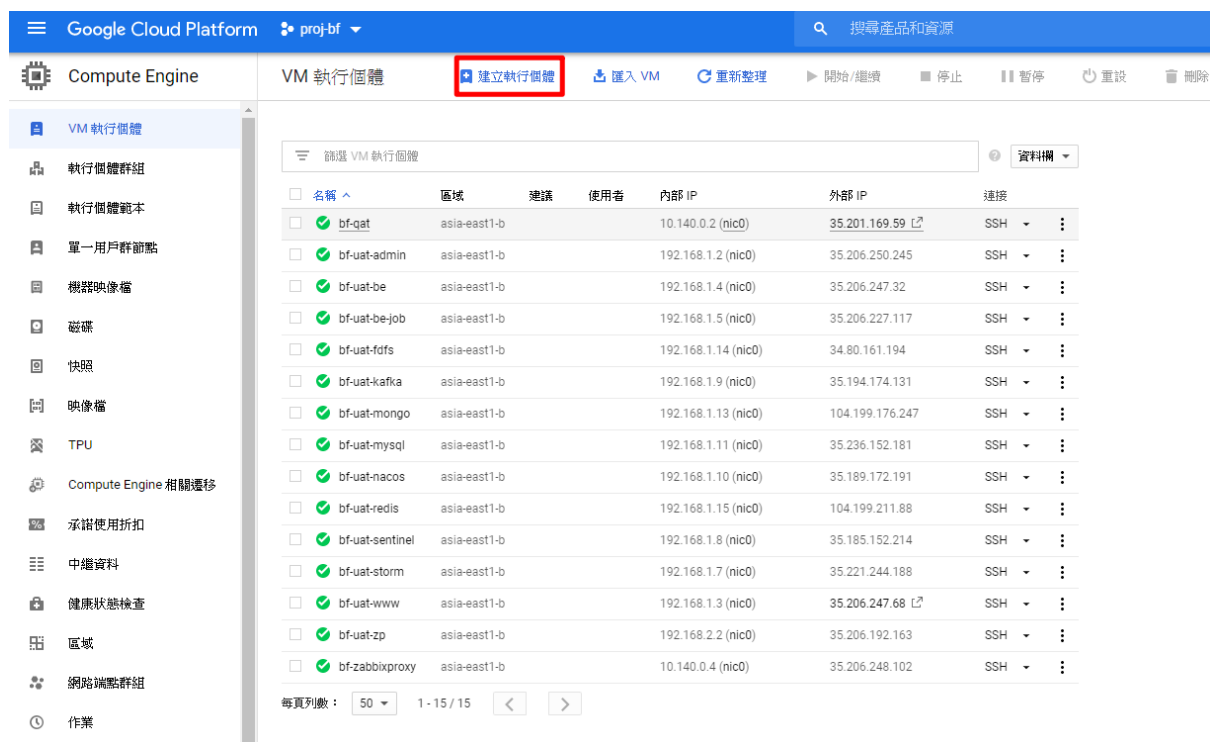 Google Cloud Platform proj-bf 搜尋產品和資源
Compute Engine VM 執行個體 建立執行個體 匯入 VM 重新整理 開始/繼續 停止 暫停 重設 刪除
VM 執行個體
執行個體群組
執行個體範本
單一用戶群節點
機器映像檔
磁碟
快照
映像檔
TPU
Compute Engine 相關遷移
承諾使用折扣
中繼資料
健康狀態檢查
區域
網路端點群組
作業
篩選 VM 執行個體 資料欄
名稱 區域 建議 使用者 內部 IP 外部 IP 連接
bf-qat asia-east1-b 10.140.0.2 (nic0) 35.201.169.59 SSH
bf-uat-admin asia-east1-b 192.168.1.2 (nic0) 35.206.250.245 SSH
bf-uat-be asia-east1-b 192.168.1.4 (nic0) 35.206.247.32 SSH
bf-uat-be-job asia-east1-b 192.168.1.5 (nic0) 35.206.227.117 SSH
bf-uat-fdfs asia-east1-b 192.168.1.14 (nic0) 34.80.161.194 SSH
bf-uat-kafka asia-east1-b 192.168.1.9 (nic0) 35.194.174.131 SSH
bf-uat-mongo asia-east1-b 192.168.1.13 (nic0) 104.199.176.247 SSH
bf-uat-mysql asia-east1-b 192.168.1.11 (nic0) 35.236.152.181 SSH
bf-uat-nacos asia-east1-b 192.168.1.10 (nic0) 35.189.172.191 SSH
bf-uat-redis asia-east1-b 192.168.1.15 (nic0) 104.199.211.88 SSH
bf-uat-sentinel asia-east1-b 192.168.1.8 (nic0) 35.185.152.214 SSH
bf-uat-storm asia-east1-b 192.168.1.7 (nic0) 35.221.244.188 SSH
bf-uat-www asia-east1-b 192.168.1.3 (nic0) 35.206.247.68 SSH
bf-uat-zp asia-east1-b 192.168.2.2 (nic0) 35.206.192.163 SSH
bf-zabbixproxy asia-east1-b 10.140.0.4 (nic0) 35.206.248.102 SSH
每頁列數： 50 1 - 15 / 15